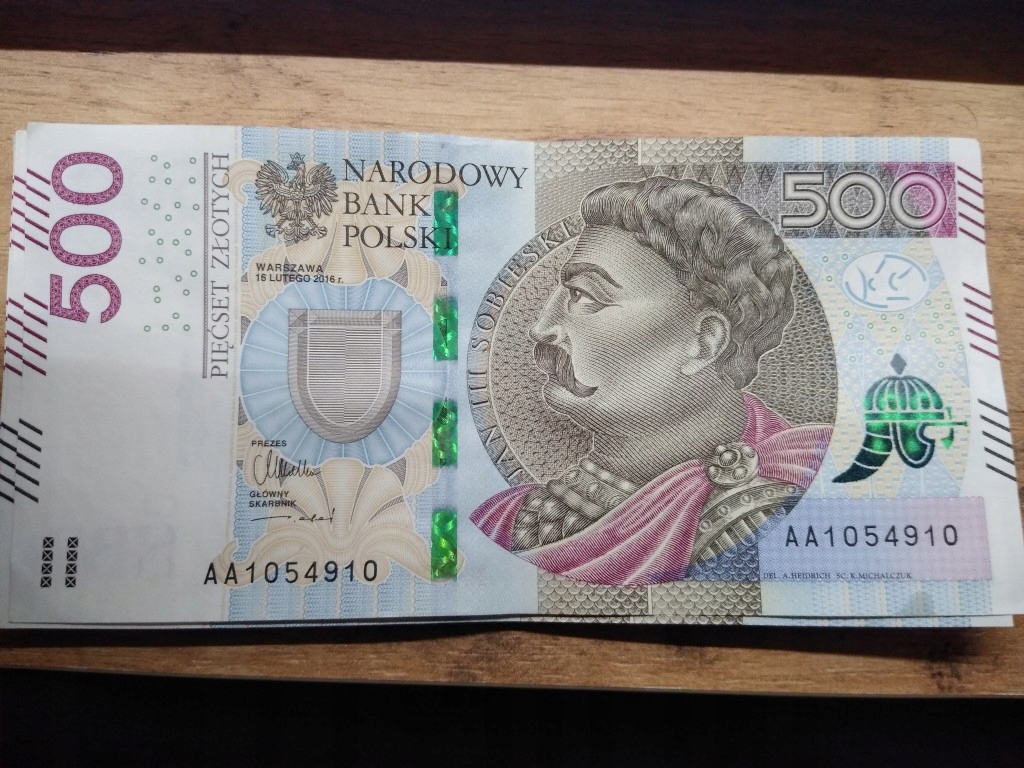 500
PIĘĆSET ZŁOTYCH
NARODOWY
BANK
POLSKI
WARSZAWA
16 LUTEGO 2016 r.
PREZES
GŁÓWNY
SKARBNIK
AA1054910
JAN III SOBIESKI
500
AA1054910
DEL. A.HEIDRICH SC. K.MICHALCZUK